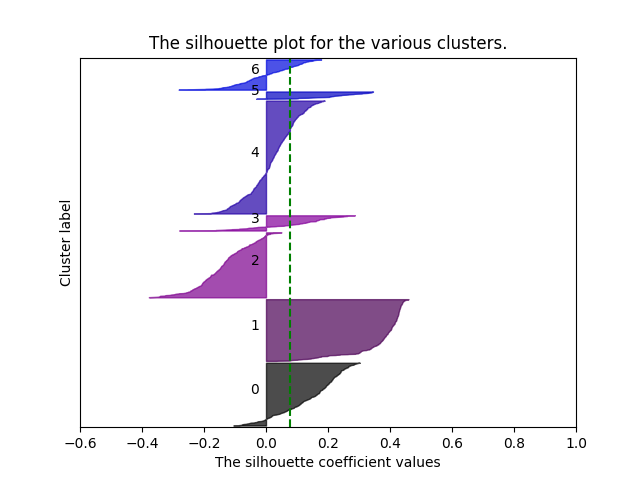 The silhouette plot for the various clusters.
6
5
4
3
2
1
0
Cluster label
−0.6 −0.4 −0.2 0.0 0.2 0.4 0.6 0.8 1.0
The silhouette coefficient values